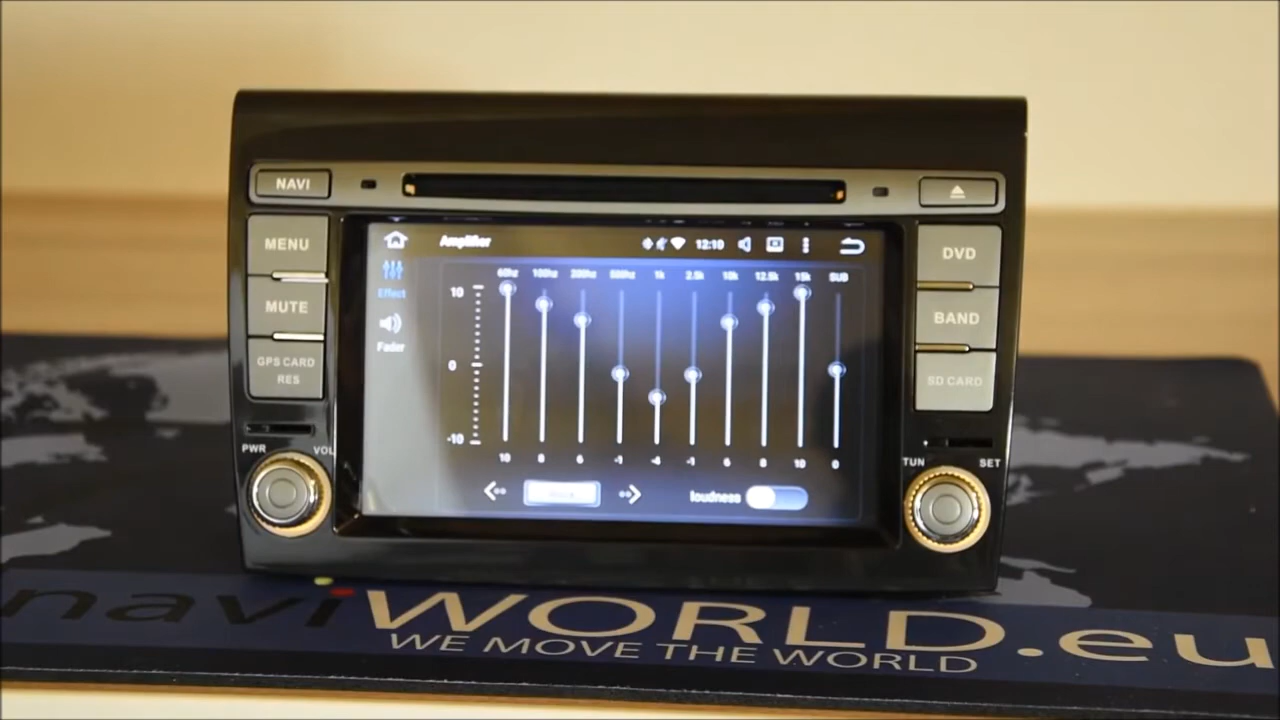 NAVI
MENU
MUTE
GPS CARD
RES
PWR
VOL
Amplifier
12:10
Effect
Fader
60hz 100hz 200hz 500hz 1k 2.5k 10k 12.5k 15k SUB
10
0
-10
10 8 6 -1 -4 -1 6 8 10 0
loudness
DVD
BAND
SD CARD
TUN
SET
naviWORLD.eu
WE MOVE THE WORLD